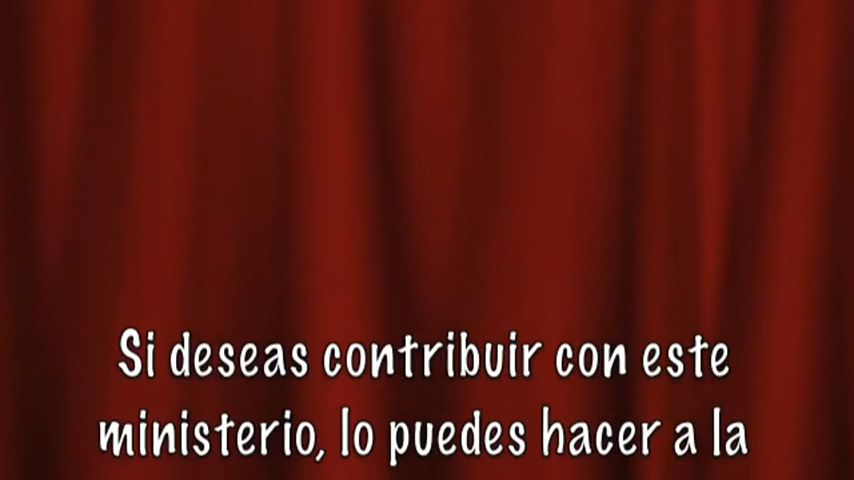 Si deseas contribuir con este
ministerio, lo puedes hacer a la